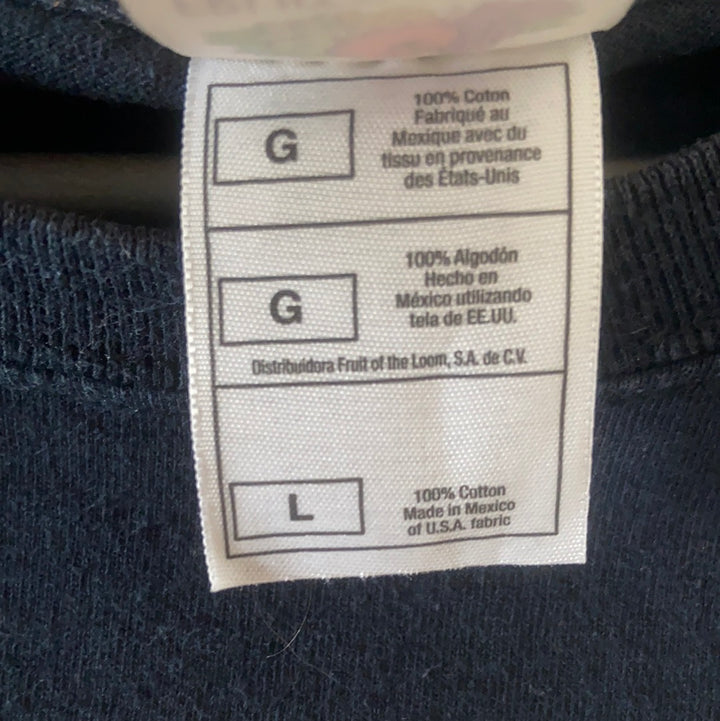 G
100% Coton
Fabriqué au
Mexique avec du
tissu en provenance
des États-Unis
G
100% Algodón
Hecho en
México utilizando
tela de EE.UU.
Distribuidora Fruit of the Loom, S.A. de C.V.
L
100% Cotton
Made in Mexico
of U.S.A. fabric